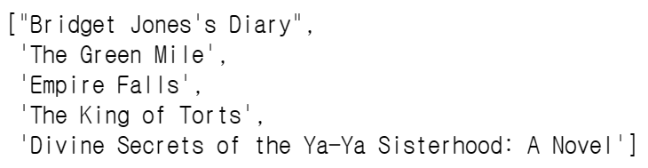 ["Bridget Jones's Diary",
'The Green Mile',
'Empire Falls',
'The King of Torts',
'Divine Secrets of the Ya-Ya Sisterhood: A Novel']